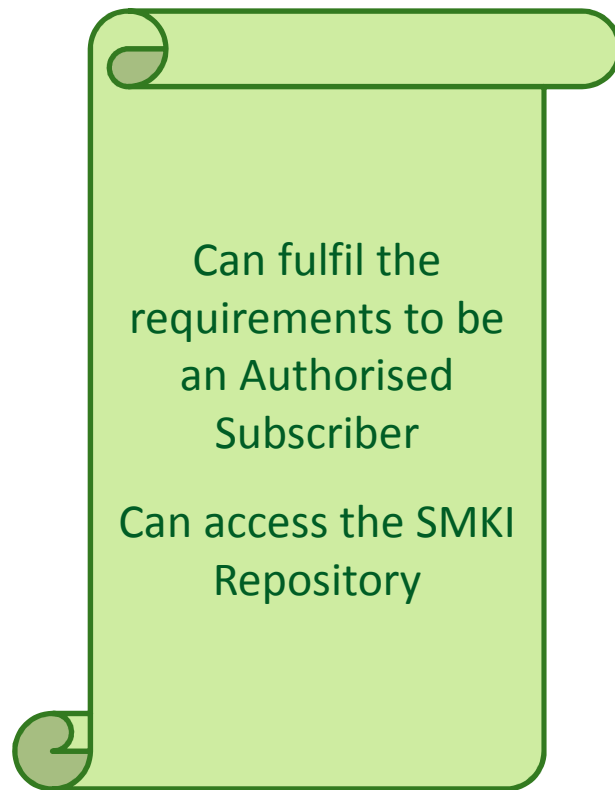 Can fulfil the
requirements to be
an Authorised
Subscriber
Can access the SMKI
Repository